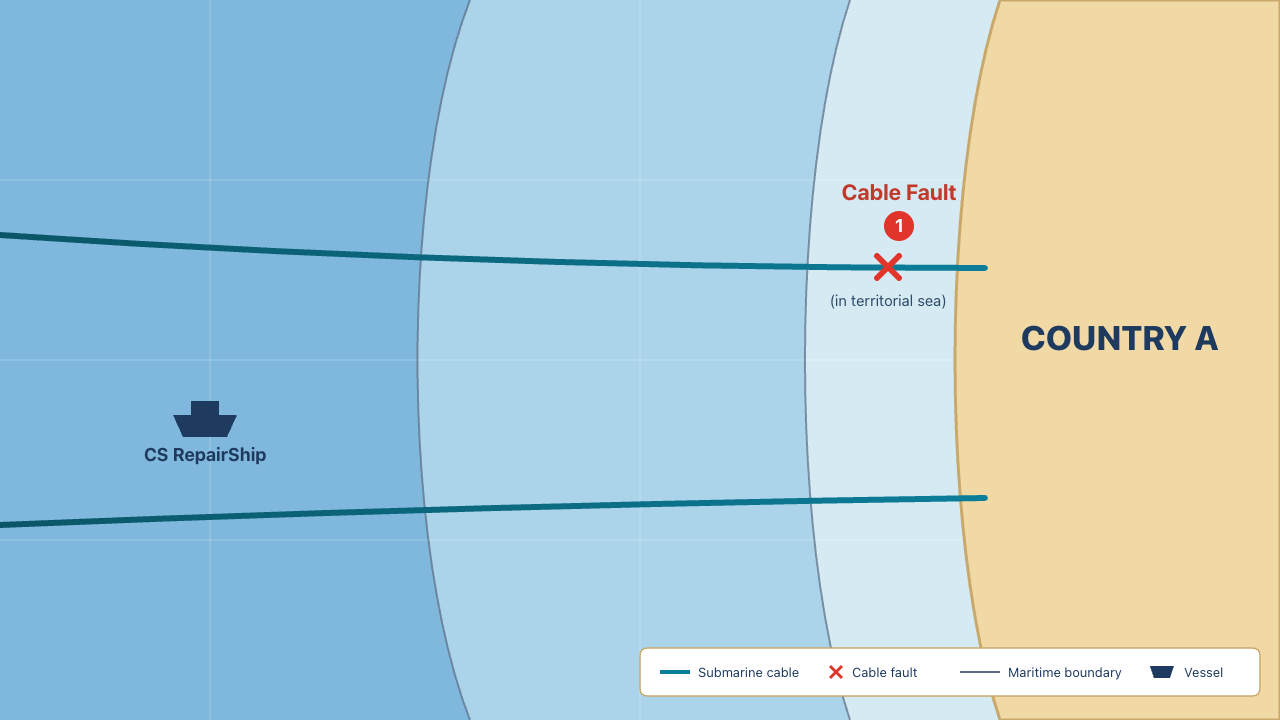 Cable Fault
1
(in territorial sea)
COUNTRY A
CS RepairShip
Submarine cable
Cable fault
Maritime boundary
Vessel